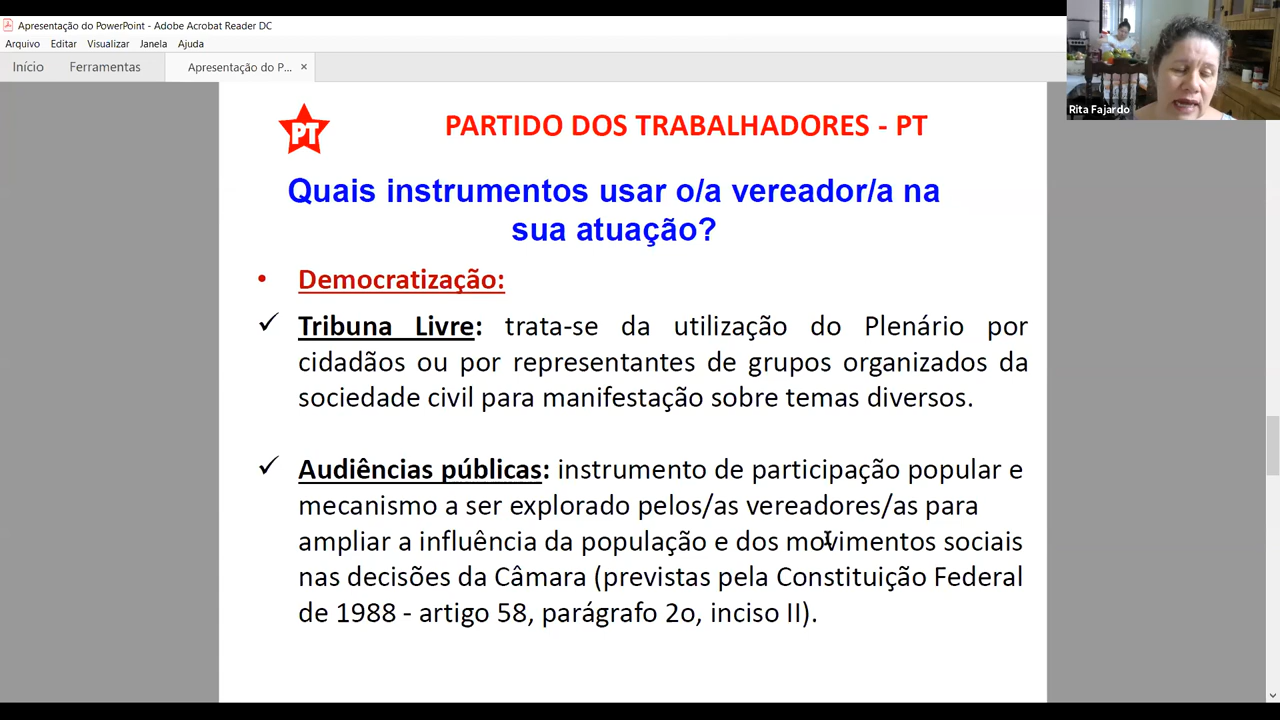 Apresentação do PowerPoint - Adobe Acrobat Reader DC
Arquivo Editar Visualizar Janela Ajuda
Início Ferramentas Apresentação do P... ×
Rita Fajardo
PT
PARTIDO DOS TRABALHADORES - PT
Quais instrumentos usar o/a vereador/a na
sua atuação?
• Democratização:
✓ Tribuna Livre: trata-se da utilização do Plenário por
cidadãos ou por representantes de grupos organizados da
sociedade civil para manifestação sobre temas diversos.
✓ Audiências públicas: instrumento de participação popular e
mecanismo a ser explorado pelos/as vereadores/as para
ampliar a influência da população e dos movimentos sociais
nas decisões da Câmara (previstas pela Constituição Federal
de 1988 - artigo 58, parágrafo 2o, inciso II).